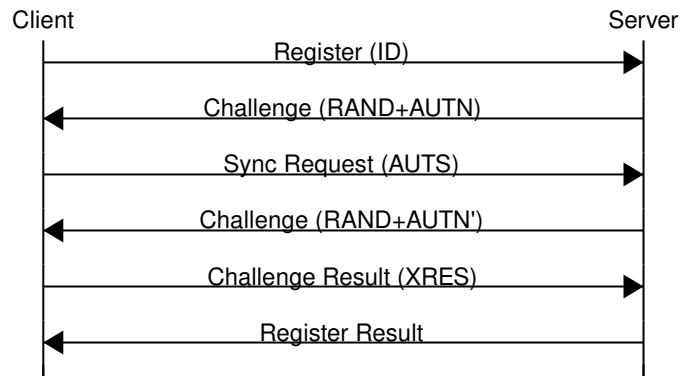 Client Server
Register (ID)
Challenge (RAND+AUTN)
Sync Request (AUTS)
Challenge (RAND+AUTN')
Challenge Result (XRES)
Register Result